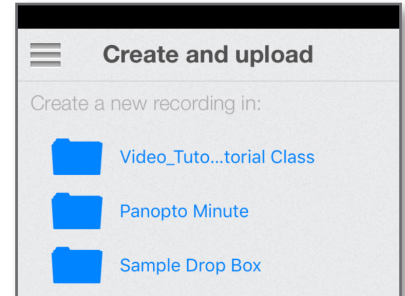 Create and upload
Create a new recording in:
Video_Tuto...torial Class
Panopto Minute
Sample Drop Box